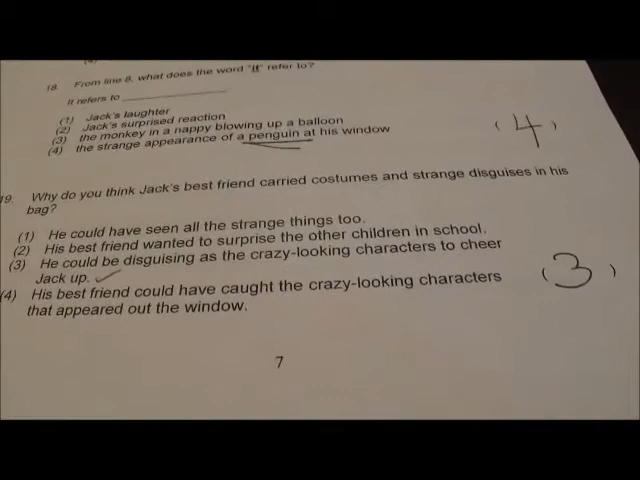 18. From line 8, what does the word "it" refer to?
It refers to
(1) Jack's laughter
(2) Jack's surprised reaction
(3) the monkey in a nappy blowing up a balloon
(4) the strange appearance of a penguin at his window
( 4 )
19. Why do you think Jack's best friend carried costumes and strange disguises in his
bag?
(1) He could have seen all the strange things too.
(2) His best friend wanted to surprise the other children in school.
(3) He could be disguising as the crazy-looking characters to cheer
Jack up.
(4) His best friend could have caught the crazy-looking characters
that appeared out the window.
( 3 )
7